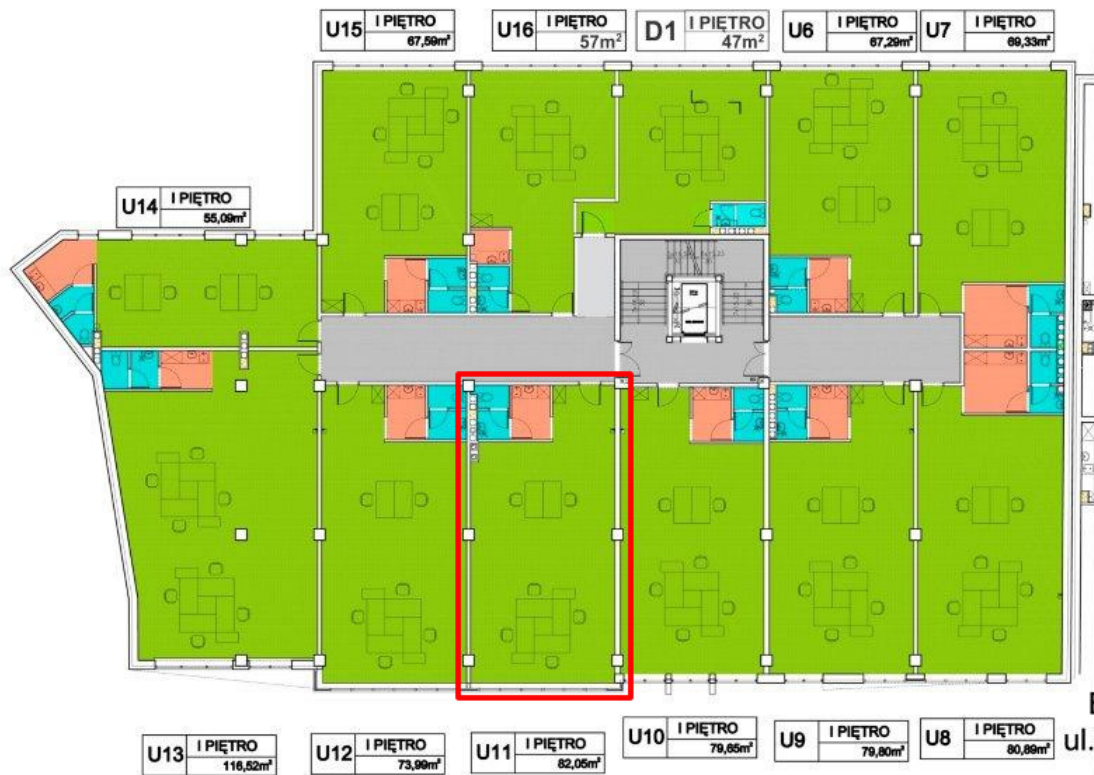 U15 I PIĘTRO 67,59m²
U16 I PIĘTRO 57m²
D1 I PIĘTRO 47m²
U6 I PIĘTRO 67,29m²
U7 I PIĘTRO 69,33m²
U14 I PIĘTRO 55,09m²
U13 I PIĘTRO 116,52m²
U12 I PIĘTRO 73,99m²
U11 I PIĘTRO 82,05m²
U10 I PIĘTRO 79,65m²
U9 I PIĘTRO 79,80m²
U8 I PIĘTRO 80,89m²
ul.